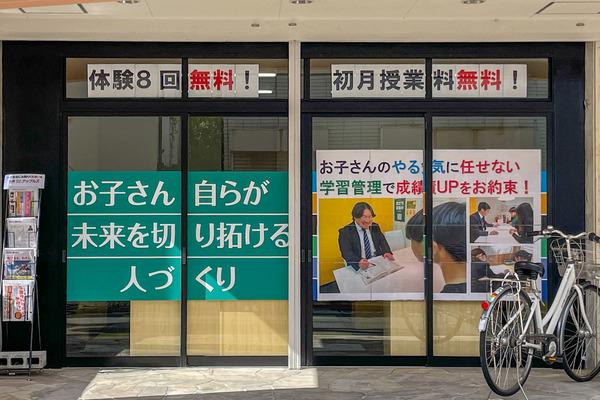 体験8回無料！
初月授業料無料！
お子さん自らが
未来を切り拓ける
人づくり
お子さんのやる気に任せない
学習管理で成績UPをお約束！